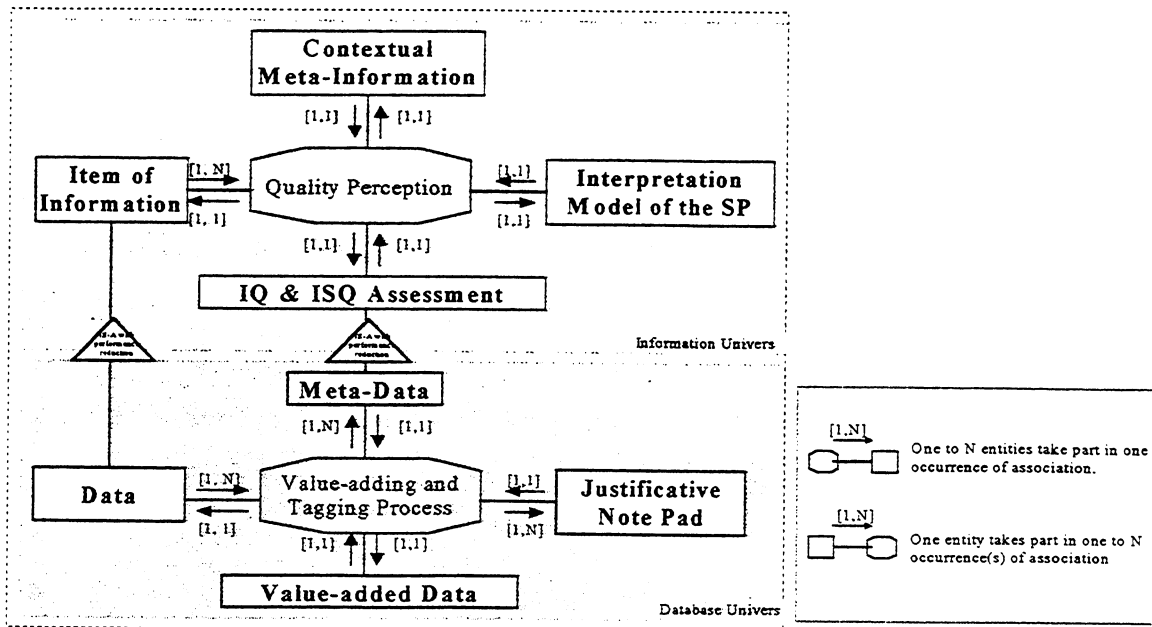 Contextual
Meta-Information
[1,1] [1,1]
Item of
Information
[1, N]
[1, 1]
Quality Perception
[1,1]
[1,1]
Interpretation
Model of the SP
[1,1] [1,1]
IQ & ISQ Assessment
Information Univers
Meta-Data
[1,N] [1,1]
Data
[1, N]
[1, 1]
Value-adding and
Tagging Process
[1,1]
[1,N]
Justificative
Note Pad
[1,1] [1,1]
Value-added Data
Database Univers
[1,N]
One to N entities take part in one
occurrence of association.
[1,N]
One entity takes part in one to N
occurrence(s) of association